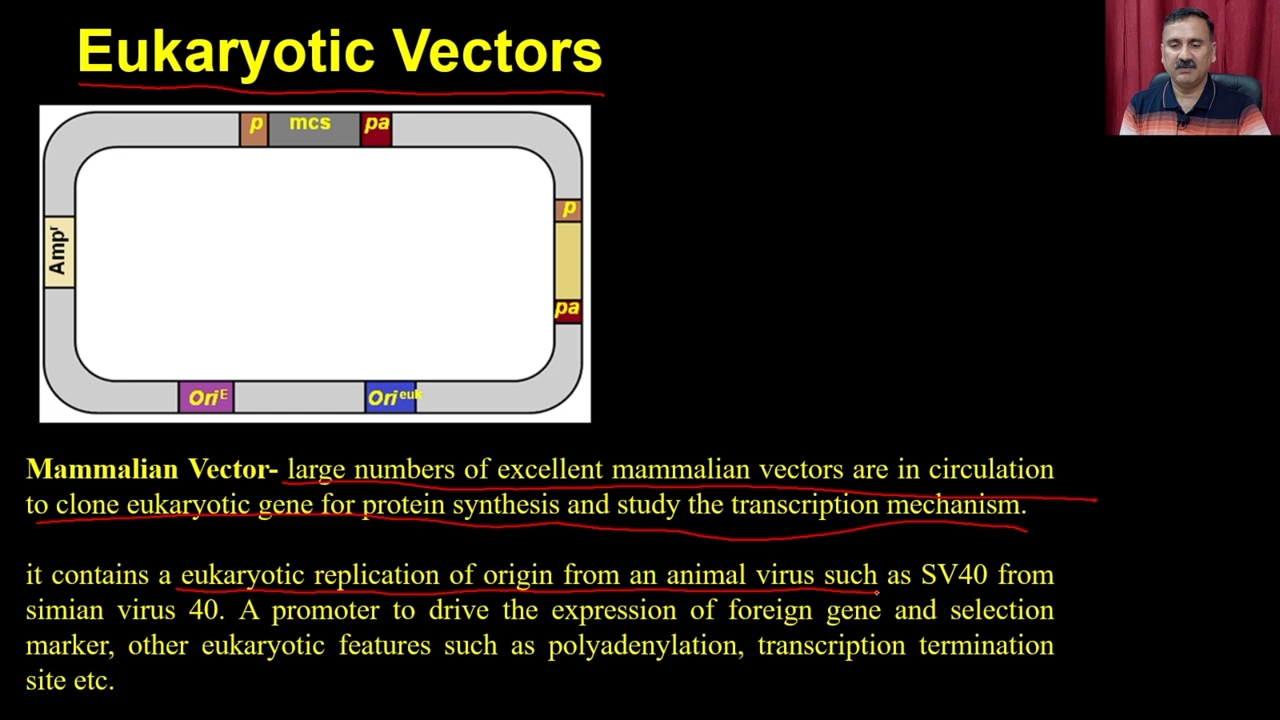 Eukaryotic Vectors
p mcs pa
p
Ampʳ
pa
Oriᴱ Oriᵉᵘᵏ
Mammalian Vector- large numbers of excellent mammalian vectors are in circulation
to clone eukaryotic gene for protein synthesis and study the transcription mechanism.
it contains a eukaryotic replication of origin from an animal virus such as SV40 from
simian virus 40. A promoter to drive the expression of foreign gene and selection
marker, other eukaryotic features such as polyadenylation, transcription termination
site etc.